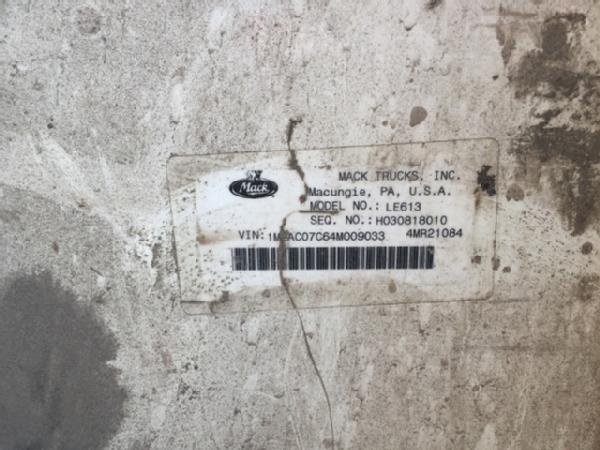 Mack
MACK TRUCKS, INC.
Macungie, PA, U.S.A.
MODEL NO.: LE613
SEQ. NO.: H030818010
VIN:
4MR21084